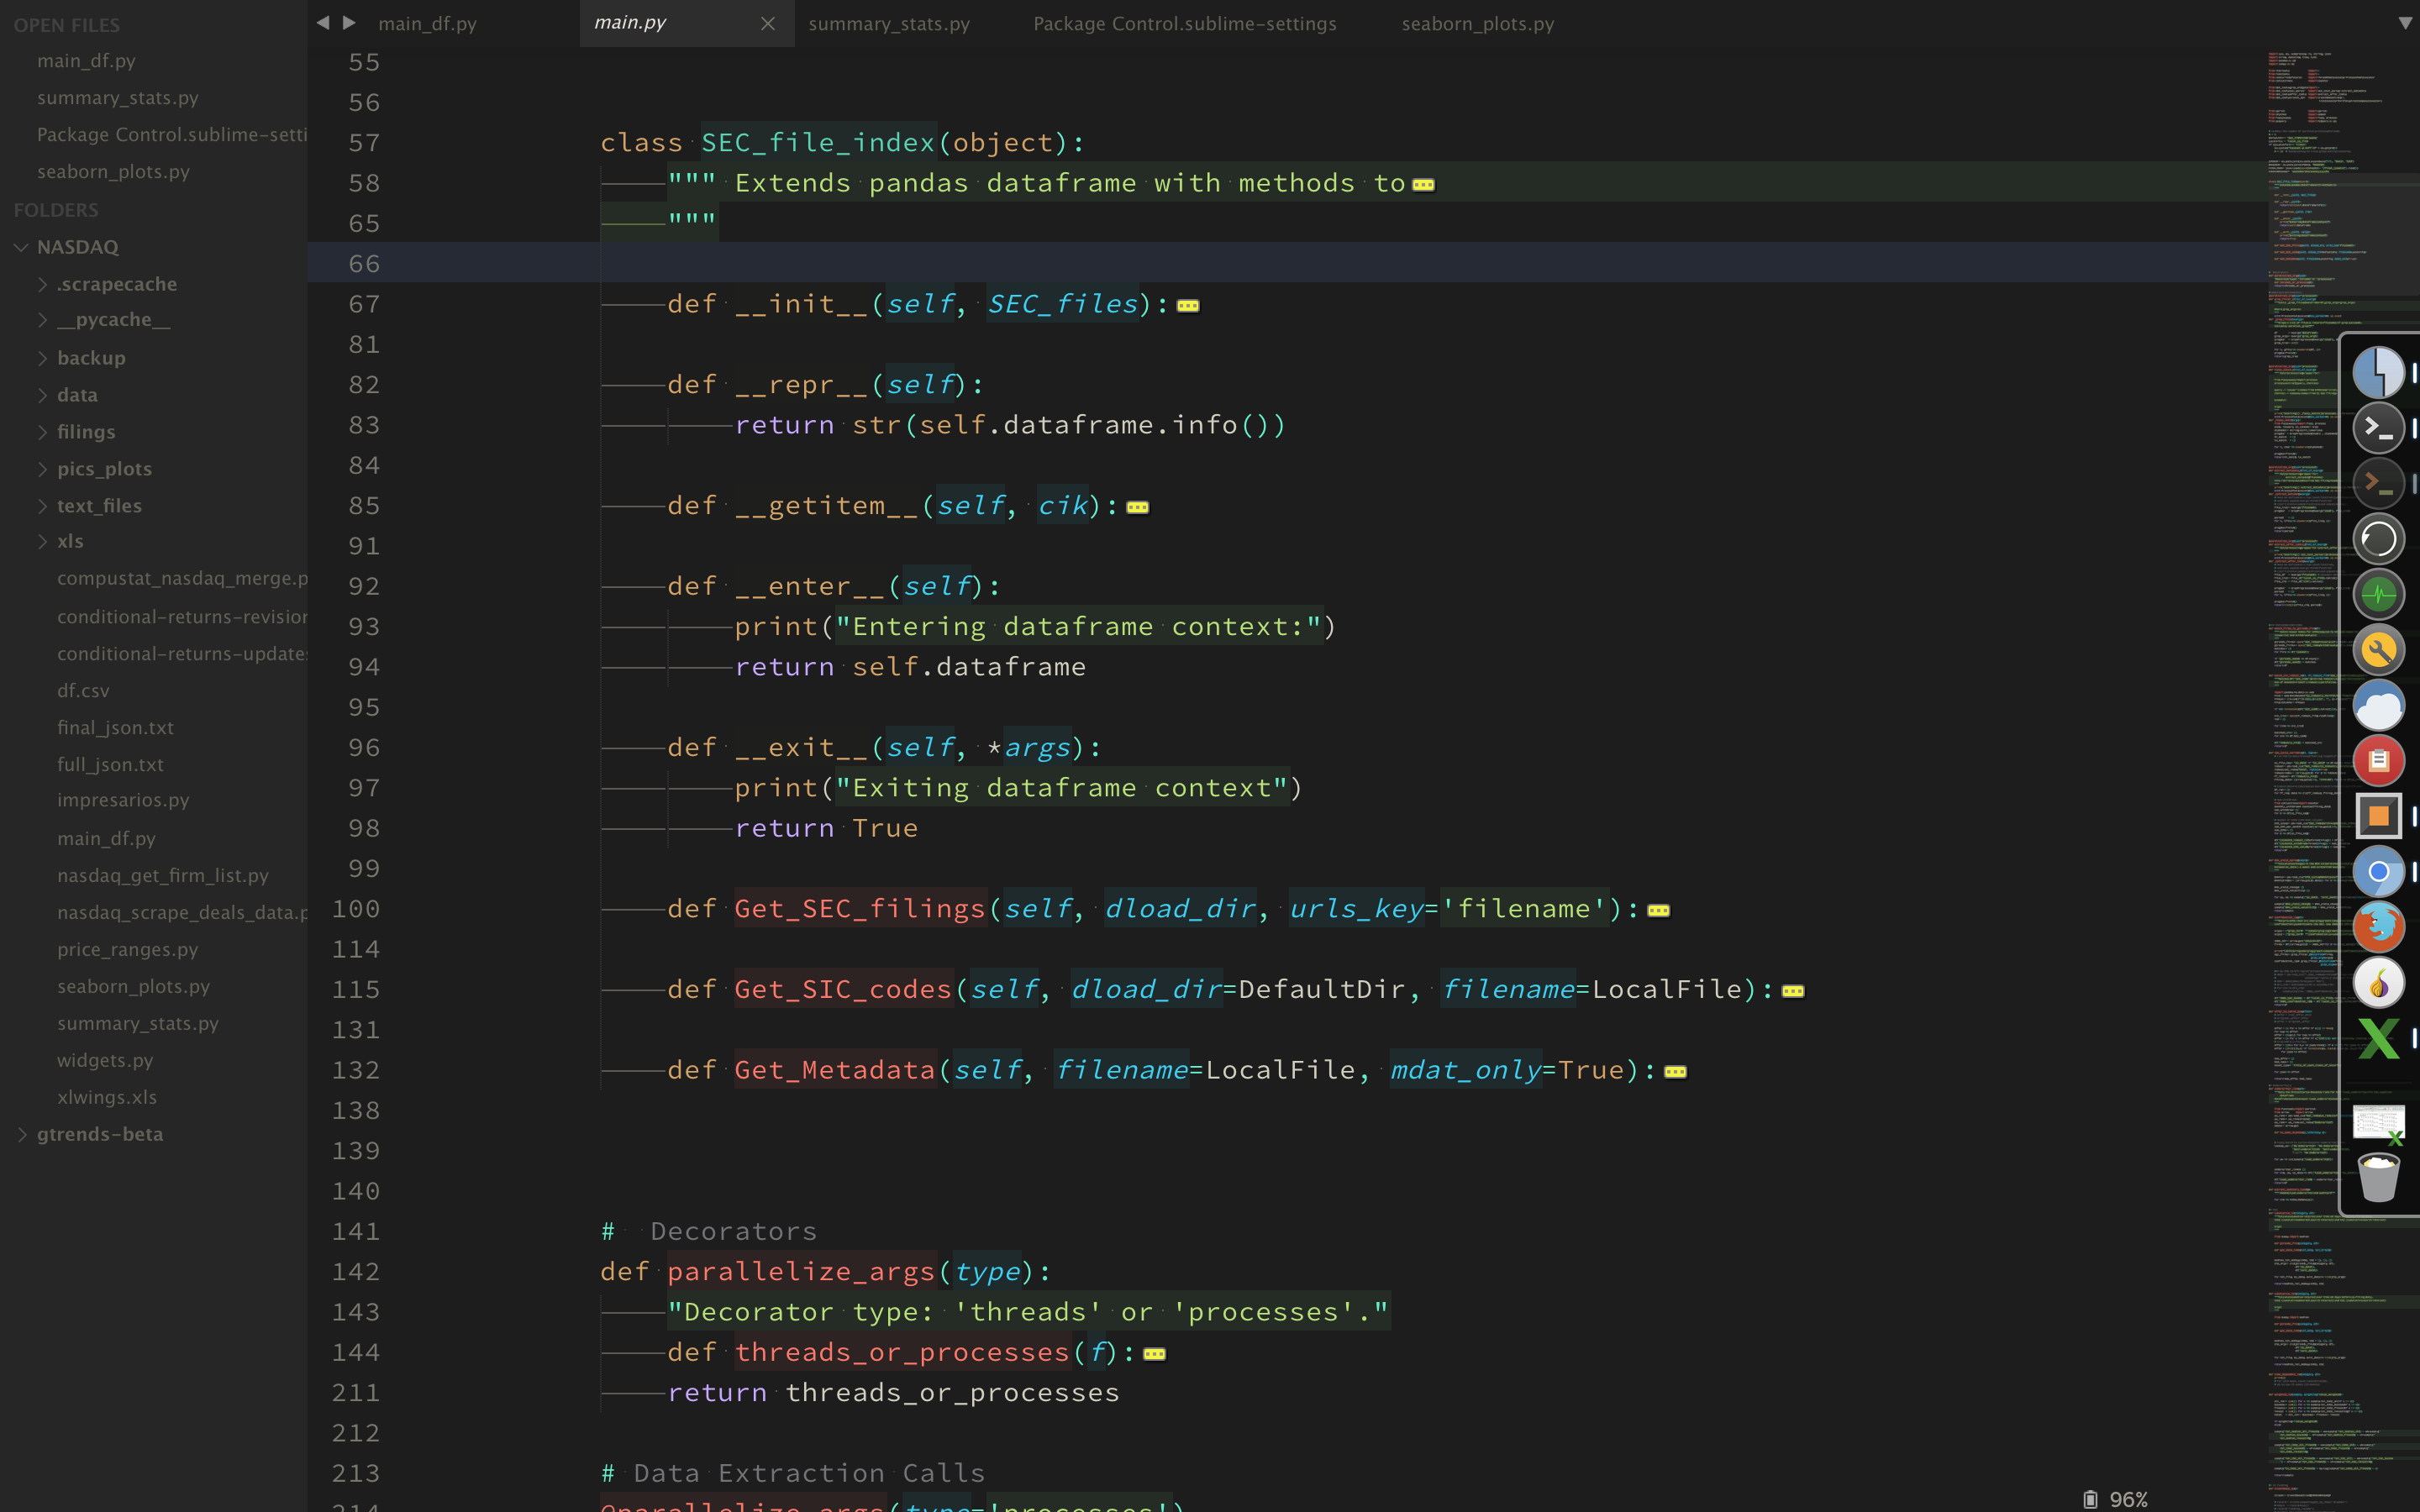 OPEN FILES
main_df.py
summary_stats.py
Package Control.sublime-setti
seaborn_plots.py
FOLDERS
NASDAQ
.scrapecache
__pycache__
backup
data
filings
pics_plots
text_files
xls
compustat_nasdaq_merge.p
conditional-returns-revision
conditional-returns-updates
df.csv
final_json.txt
full_json.txt
impresarios.py
main_df.py
nasdaq_get_firm_list.py
nasdaq_scrape_deals_data.p
price_ranges.py
seaborn_plots.py
summary_stats.py
widgets.py
xlwings.xls
gtrends-beta
main_df.py main.py summary_stats.py Package Control.sublime-settings seaborn_plots.py
55
56
57 class SEC_file_index(object):
58 """ Extends pandas dataframe with methods to
65 """
66
67 def __init__(self, SEC_files):
81
82 def __repr__(self):
83 return str(self.dataframe.info())
84
85 def __getitem__(self, cik):
91
92 def __enter__(self):
93 print("Entering dataframe context:")
94 return self.dataframe
95
96 def __exit__(self, *args):
97 print("Exiting dataframe context")
98 return True
99
100 def Get_SEC_filings(self, dload_dir, urls_key='filename'):
114
115 def Get_SIC_codes(self, dload_dir=DefaultDir, filename=LocalFile):
131
132 def Get_Metadata(self, filename=LocalFile, mdat_only=True):
138
139
140
141 # Decorators
142 def parallelize_args(type):
143 "Decorator type: 'threads' or 'processes'."
144 def threads_or_processes(f):
211 return threads_or_processes
212
213 # Data Extraction Calls
214 @parallelize_args(type='processes')
96%